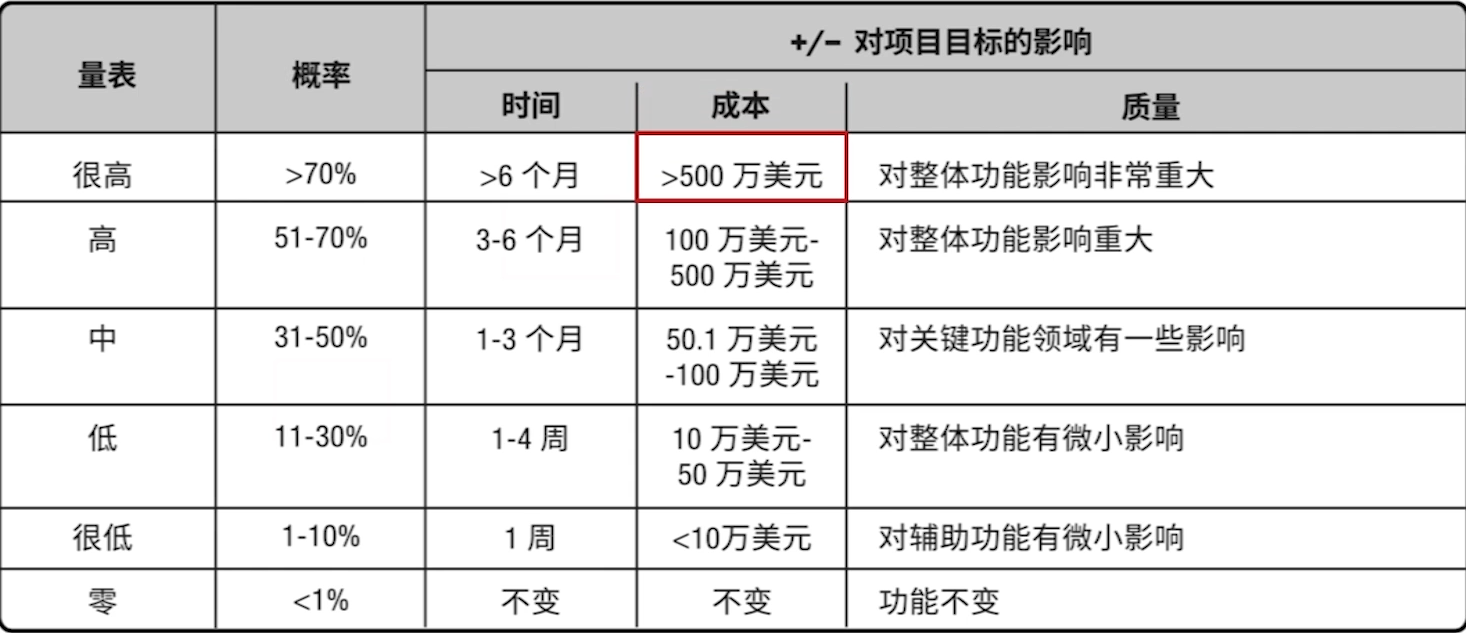 量表
概率
+/− 对项目目标的影响
时间
成本
质量
很高
>70%
>6 个月
>500 万美元
对整体功能影响非常重大
高
51-70%
3-6 个月
100 万美元-
500 万美元
对整体功能影响重大
中
31-50%
1-3 个月
50.1 万美元
-100 万美元
对关键功能领域有一些影响
低
11-30%
1-4 周
10 万美元-
50 万美元
对整体功能有微小影响
很低
1-10%
1 周
<10万美元
对辅助功能有微小影响
零
<1%
不变
不变
功能不变